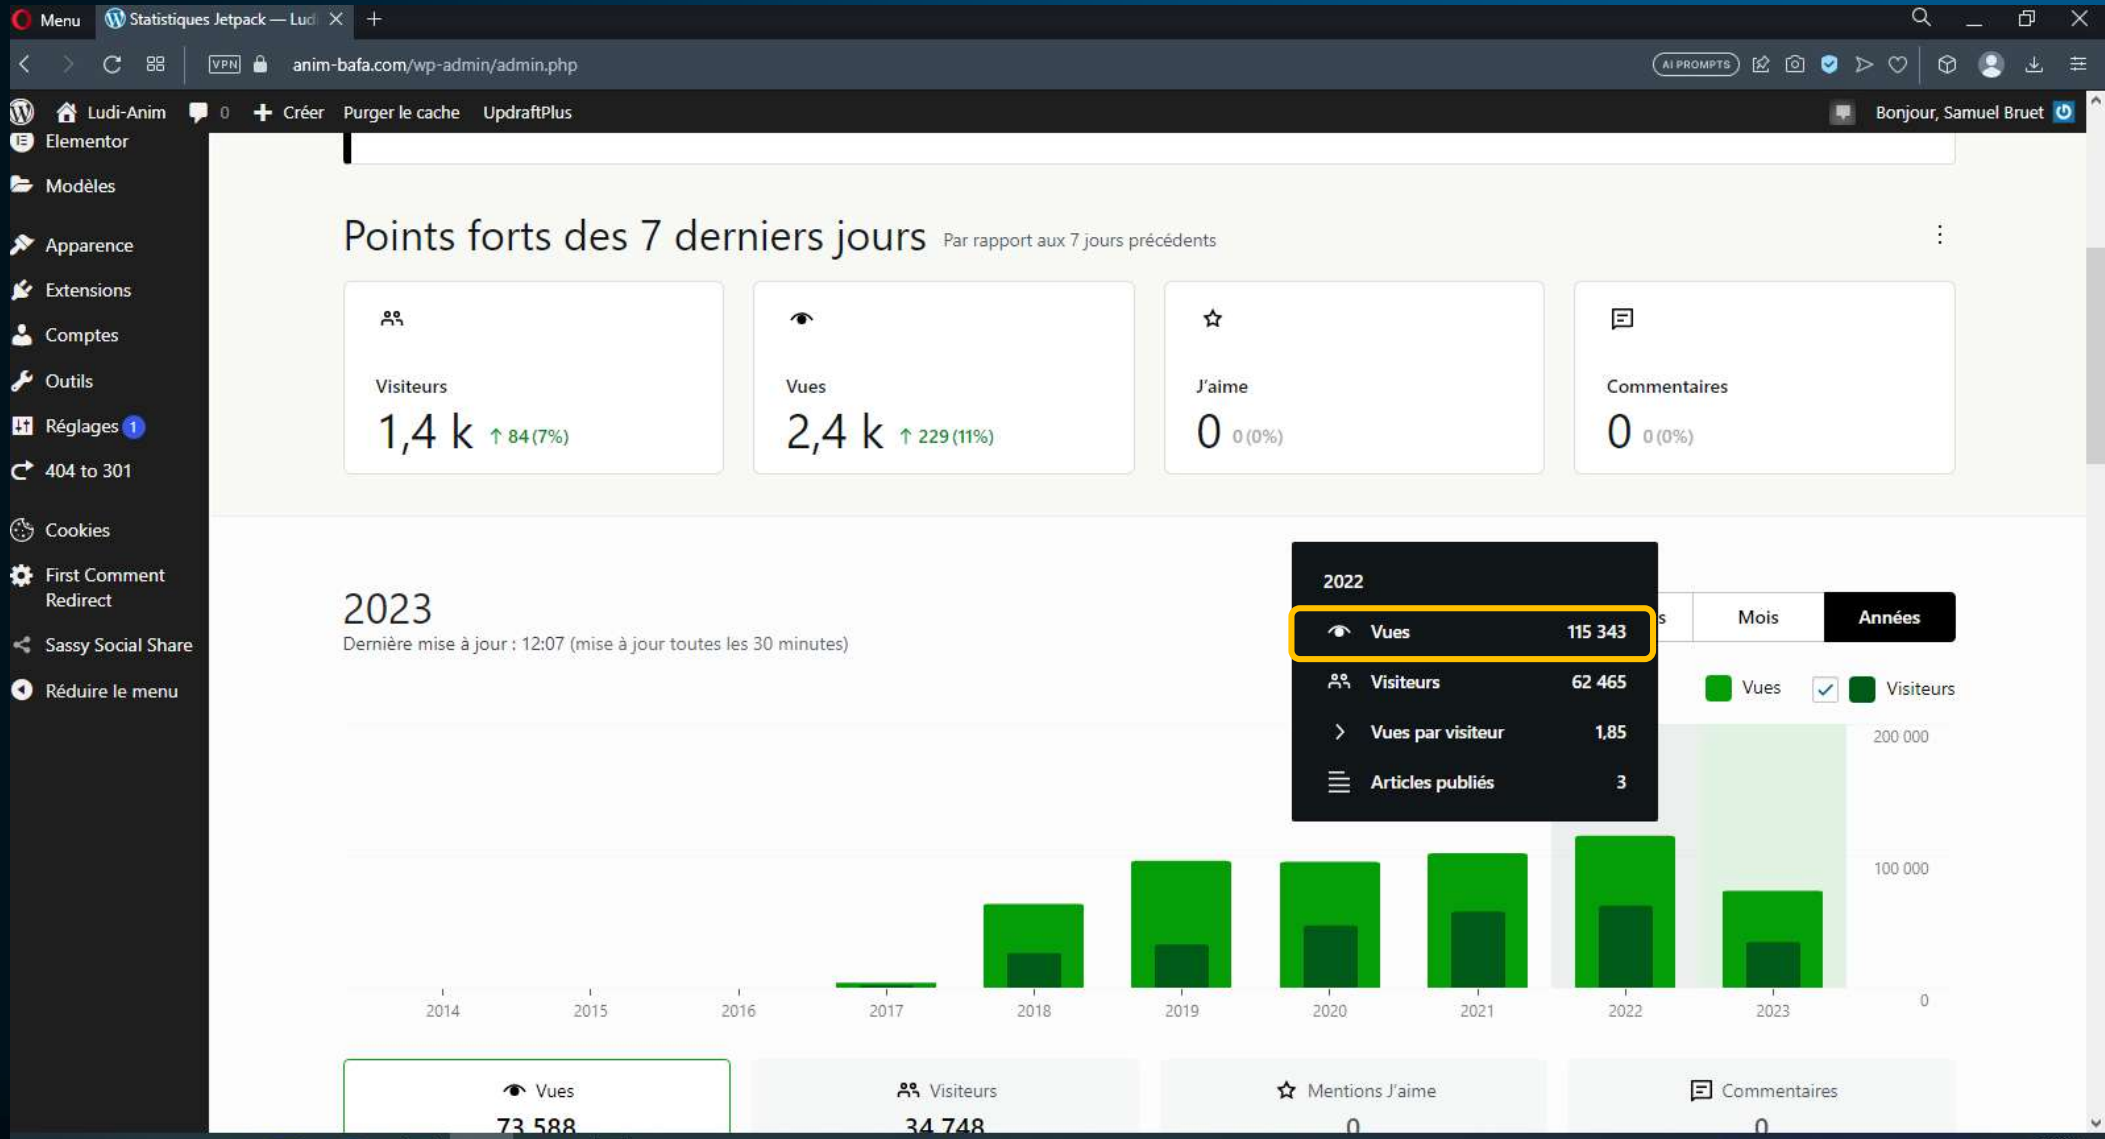 Menu
Statistiques Jetpack — Lud
VPN
anim-bafa.com/wp-admin/admin.php
AI PROMPTS
Ludi-Anim
0
Créer
Purger le cache
UpdraftPlus
Bonjour, Samuel Bruet
Elementor
Modèles
Apparence
Extensions
Comptes
Outils
Réglages 1
404 to 301
Cookies
First Comment
Redirect
Sassy Social Share
Réduire le menu
Points forts des 7 derniers jours Par rapport aux 7 jours précédents
Visiteurs
1,4 k ↑ 84 (7%)
Vues
2,4 k ↑ 229 (11%)
J'aime
0 0 (0%)
Commentaires
0 0 (0%)
2023
Dernière mise à jour : 12:07 (mise à jour toutes les 30 minutes)
2022
Vues 115 343
Visiteurs 62 465
Vues par visiteur 1,85
Articles publiés 3
s
Mois
Années
Vues
Visiteurs
200 000
100 000
0
2014 2015 2016 2017 2018 2019 2020 2021 2022 2023
Vues
73 588
Visiteurs
34 748
Mentions J'aime
0
Commentaires
0